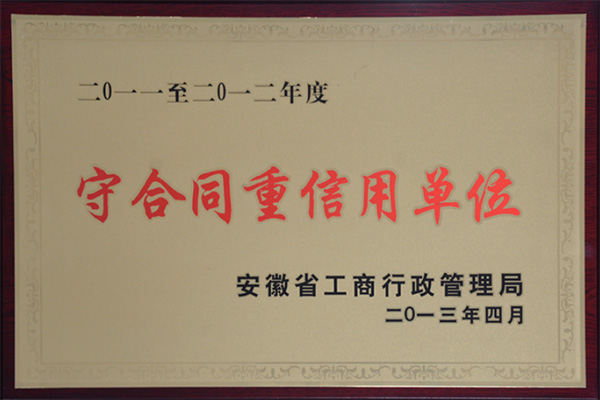 二0一一至二0一二年度
守合同重信用单位
安徽省工商行政管理局
二0一三年四月